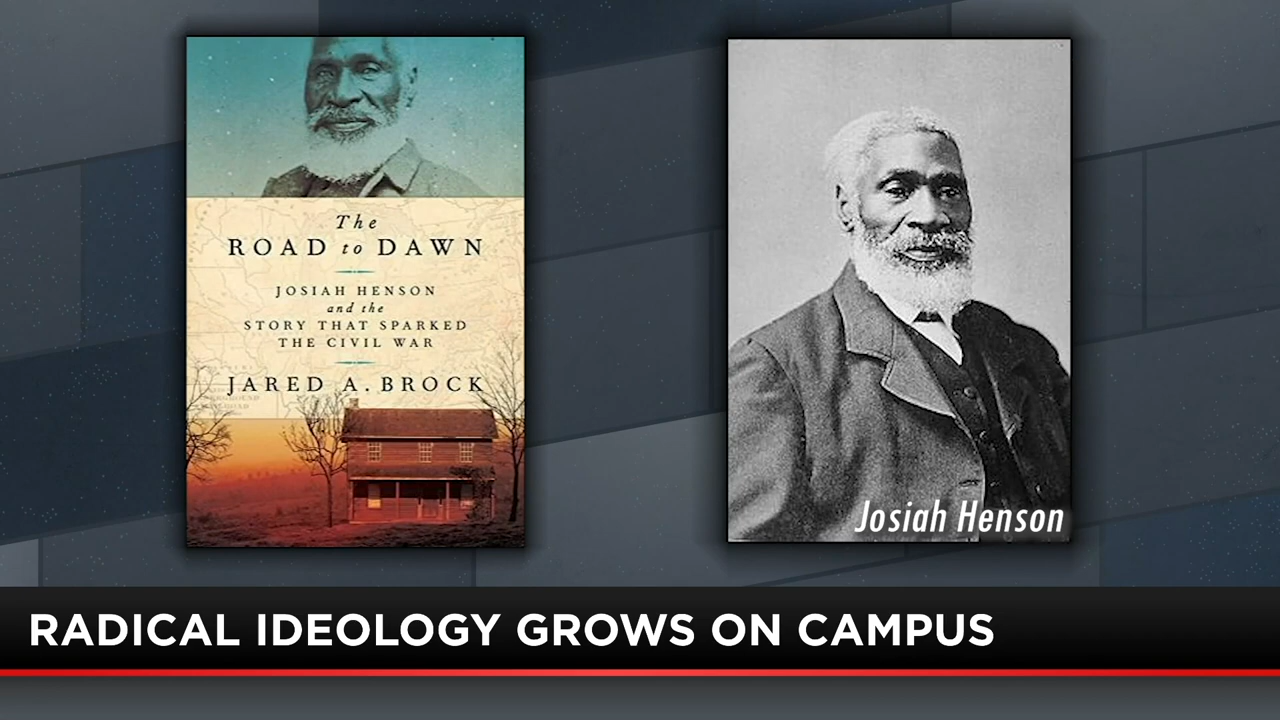 The
ROAD to DAWN
JOSIAH HENSON
and the
STORY THAT SPARKED
THE CIVIL WAR
JARED A. BROCK
Josiah Henson
RADICAL IDEOLOGY GROWS ON CAMPUS